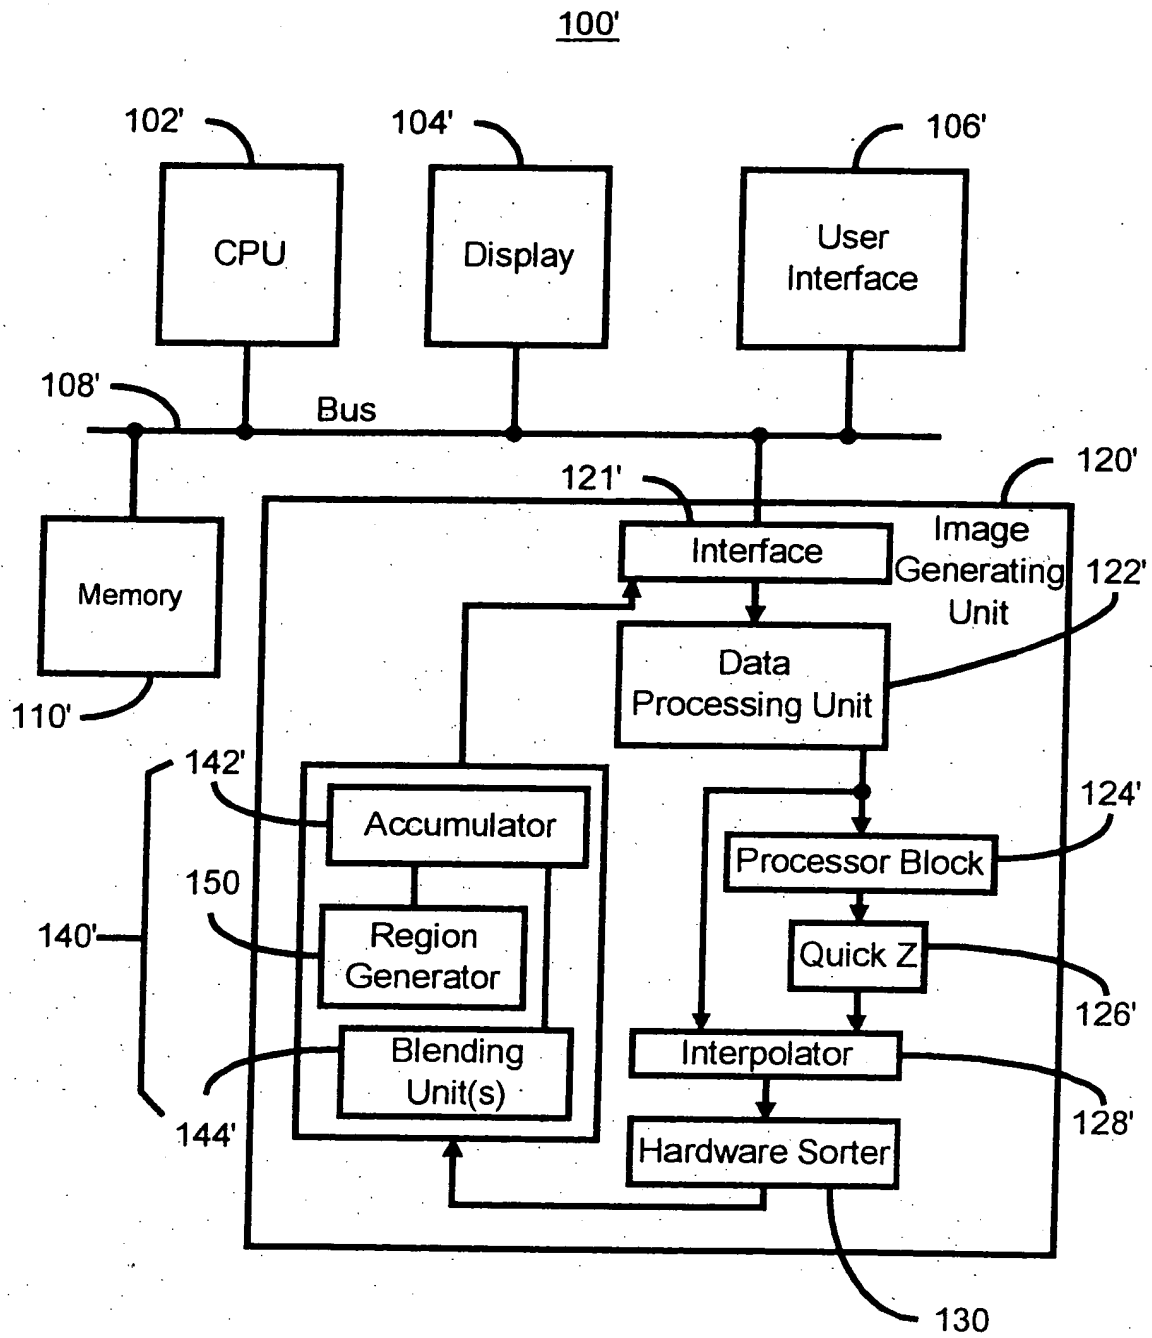 100'
102'
104'
106'
CPU
Display
User
Interface
108'
Bus
121'
120'
Interface
Image
Generating
Unit
122'
Memory
110'
Data
Processing Unit
142'
Accumulator
124'
Processor Block
150
140'
Region
Generator
Quick Z
126'
Blending
Unit(s)
Interpolator
128'
144'
Hardware Sorter
130